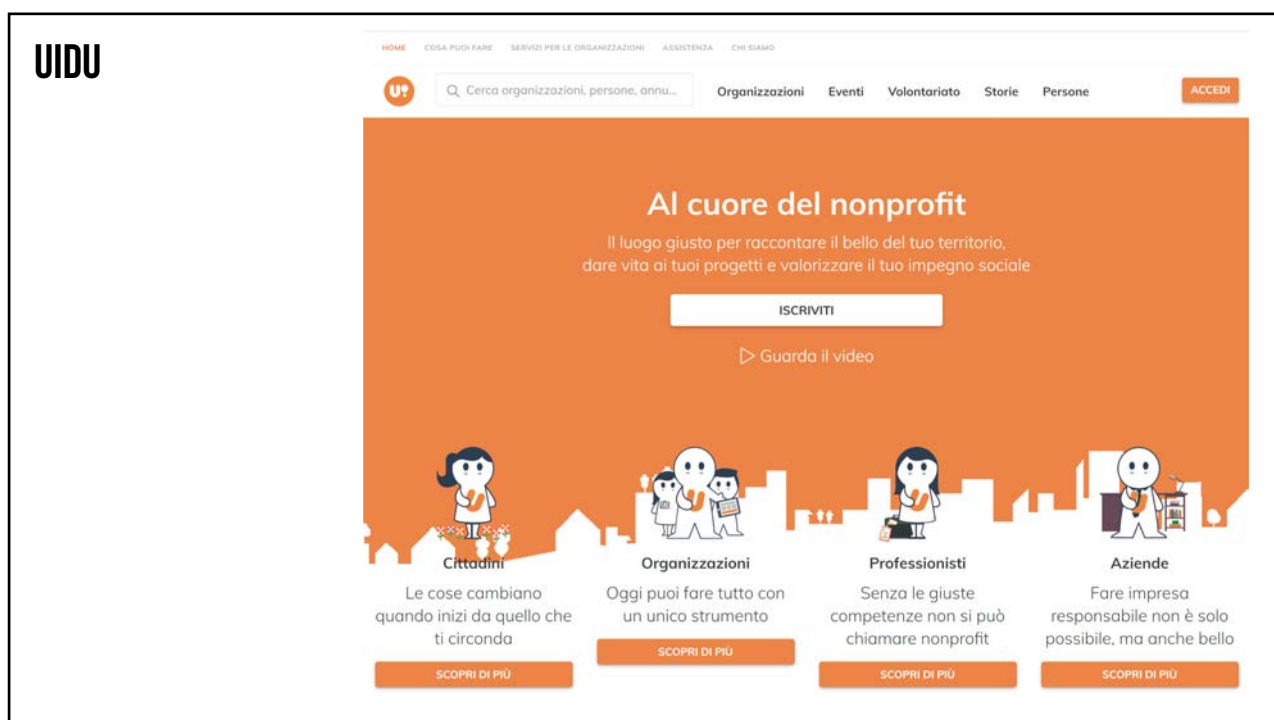 UIDU
HOME COSA PUOI FARE SERVIZI PER LE ORGANIZZAZIONI ASSISTENZA CHI SIAMO
U! Cerca organizzazioni, persone, annu... Organizzazioni Eventi Volontariato Storie Persone ACCEDI
Al cuore del nonprofit
Il luogo giusto per raccontare il bello del tuo territorio,
dare vita ai tuoi progetti e valorizzare il tuo impegno sociale
ISCRIVITI
Guarda il video
Cittadini
Le cose cambiano
quando inizi da quello che
ti circonda
SCOPRI DI PIÙ
Organizzazioni
Oggi puoi fare tutto con
un unico strumento
SCOPRI DI PIÙ
Professionisti
Senza le giuste
competenze non si può
chiamare nonprofit
SCOPRI DI PIÙ
Aziende
Fare impresa
responsabile non è solo
possibile, ma anche bello
SCOPRI DI PIÙ